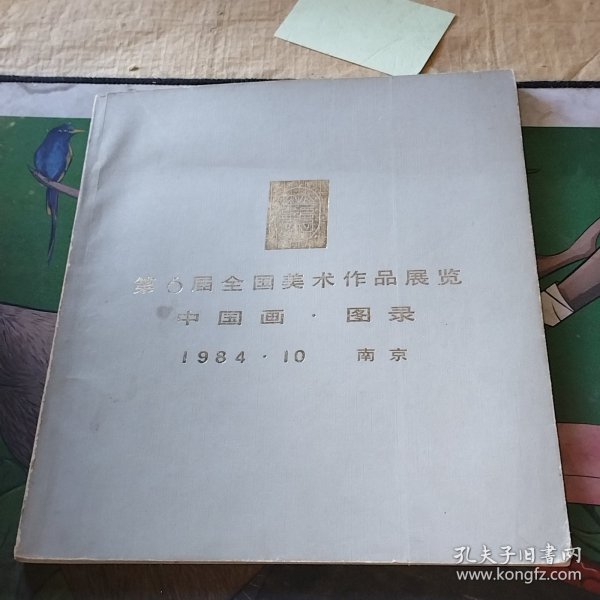 第6届全国美术作品展览
中国画·图录
1984·10 南京
孔夫子旧书网
www.kongfz.com